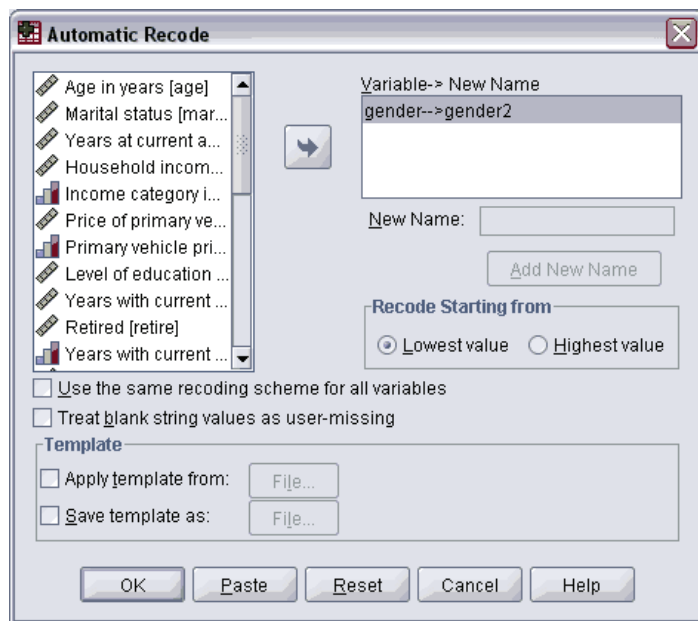 Automatic Recode
Age in years [age]
Marital status [mar...
Years at current a...
Household incom...
Income category i...
Price of primary ve...
Primary vehicle pri...
Level of education ...
Years with current ...
Retired [retire]
Years with current ...
Variable-> New Name
gender-->gender2
New Name:
Add New Name
Recode Starting from
Lowest value
Highest value
Use the same recoding scheme for all variables
Treat blank string values as user-missing
Template
Apply template from:
File...
Save template as:
File...
OK
Paste
Reset
Cancel
Help